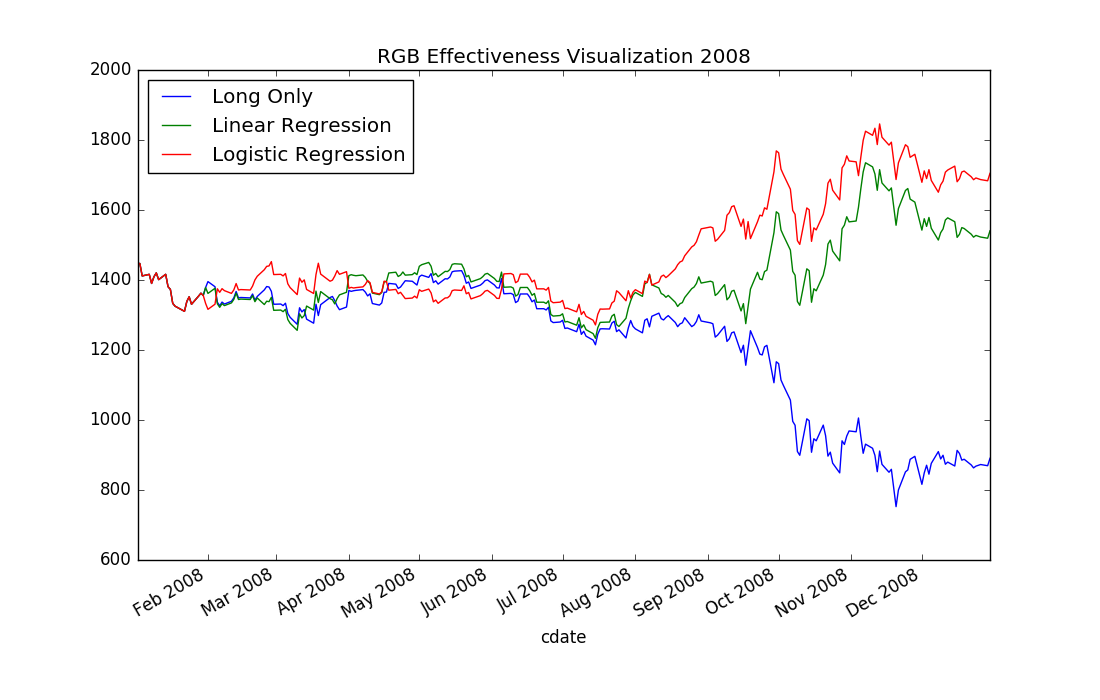 RGB Effectiveness Visualization 2008
2000
1800
1600
1400
1200
1000
800
600
Long Only
Linear Regression
Logistic Regression
Feb 2008
Mar 2008
Apr 2008
May 2008
Jun 2008
Jul 2008
Aug 2008
Sep 2008
Oct 2008
Nov 2008
Dec 2008
cdate